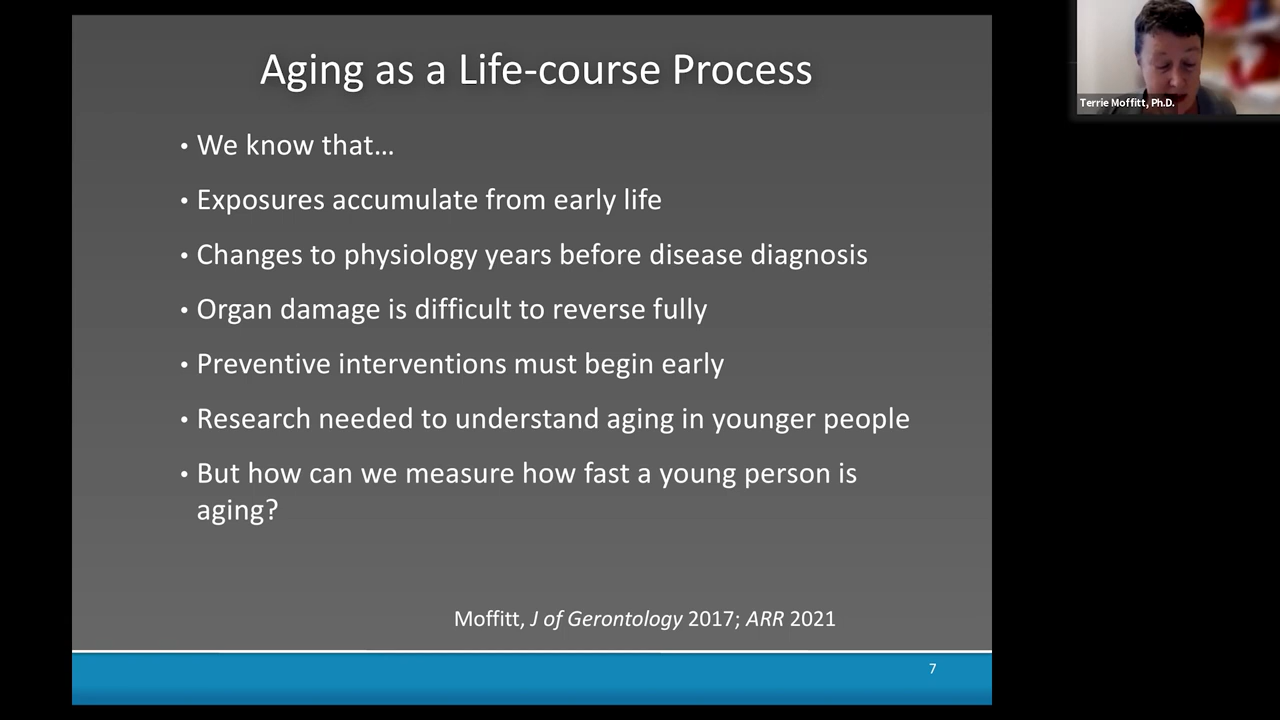 Aging as a Life-course Process
• We know that...
• Exposures accumulate from early life
• Changes to physiology years before disease diagnosis
• Organ damage is difficult to reverse fully
• Preventive interventions must begin early
• Research needed to understand aging in younger people
• But how can we measure how fast a young person is
aging?
Moffitt, J of Gerontology 2017; ARR 2021
7
Terrie Moffitt, Ph.D.